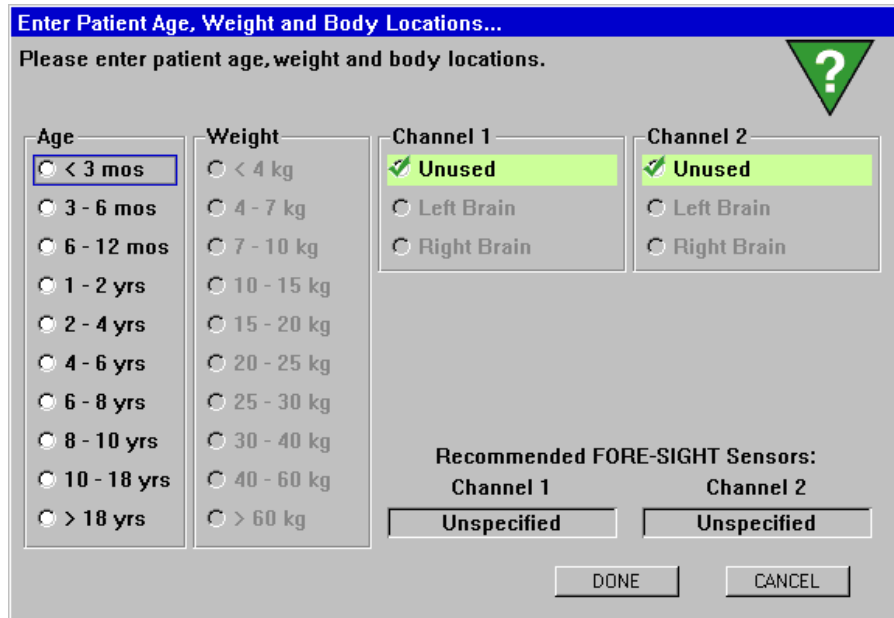 Enter Patient Age, Weight and Body Locations...
Please enter patient age, weight and body locations.
?
Age
< 3 mos
3 - 6 mos
6 - 12 mos
1 - 2 yrs
2 - 4 yrs
4 - 6 yrs
6 - 8 yrs
8 - 10 yrs
10 - 18 yrs
> 18 yrs
Weight
< 4 kg
4 - 7 kg
7 - 10 kg
10 - 15 kg
15 - 20 kg
20 - 25 kg
25 - 30 kg
30 - 40 kg
40 - 60 kg
> 60 kg
Channel 1
Unused
Left Brain
Right Brain
Channel 2
Unused
Left Brain
Right Brain
Recommended FORE-SIGHT Sensors:
Channel 1
Unspecified
Channel 2
Unspecified
DONE
CANCEL